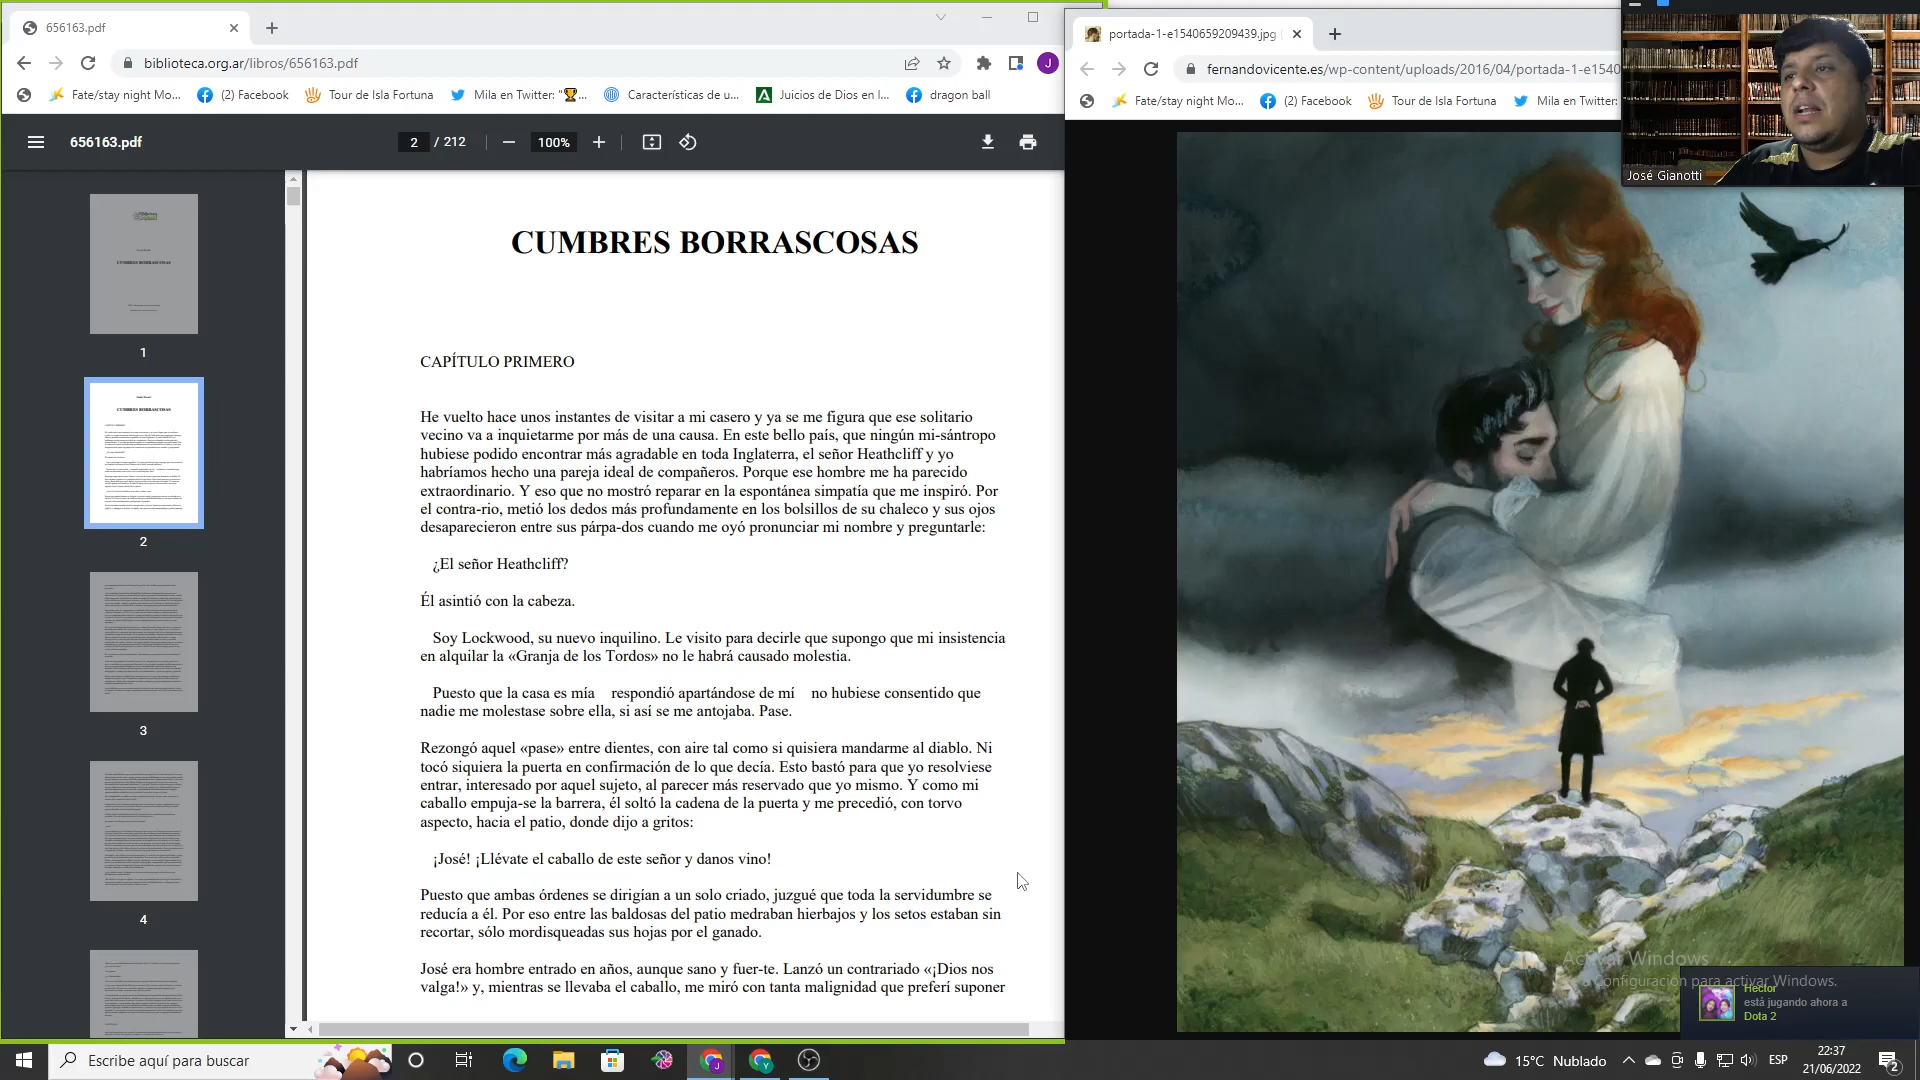 656163.pdf
biblioteca.org.ar/libros/656163.pdf
J
Fate/stay night Mo...
(2) Facebook
Tour de Isla Fortuna
Mila en Twitter: "🏆...
Características de u...
Juicios de Dios en l...
dragon ball
656163.pdf
2 / 212
100%
1
2
3
4
CUMBRES BORRASCOSAS
CUMBRES BORRASCOSAS
CUMBRES BORRASCOSAS
CAPÍTULO PRIMERO
He vuelto hace unos instantes de visitar a mi casero y ya se me figura que ese solitario
vecino va a inquietarme por más de una causa. En este bello país, que ningún mi-sántropo
hubiese podido encontrar más agradable en toda Inglaterra, el señor Heathcliff y yo
habríamos hecho una pareja ideal de compañeros. Porque ese hombre me ha parecido
extraordinario. Y eso que no mostró reparar en la espontánea simpatía que me inspiró. Por
el contra-rio, metió los dedos más profundamente en los bolsillos de su chaleco y sus ojos
desaparecieron entre sus párpa-dos cuando me oyó pronunciar mi nombre y preguntarle:
¿El señor Heathcliff?
Él asintió con la cabeza.
Soy Lockwood, su nuevo inquilino. Le visito para decirle que supongo que mi insistencia
en alquilar la «Granja de los Tordos» no le habrá causado molestia.
Puesto que la casa es mía respondió apartándose de mí no hubiese consentido que
nadie me molestase sobre ella, si así se me antojaba. Pase.
Rezongó aquel «pase» entre dientes, con aire tal como si quisiera mandarme al diablo. Ni
tocó siquiera la puerta en confirmación de lo que decía. Esto bastó para que yo resolviese
entrar, interesado por aquel sujeto, al parecer más reservado que yo mismo. Y como mi
caballo empuja-se la barrera, él soltó la cadena de la puerta y me precedió, con torvo
aspecto, hacia el patio, donde dijo a gritos:
¡José! ¡Llévate el caballo de este señor y danos vino!
Puesto que ambas órdenes se dirigían a un solo criado, juzgué que toda la servidumbre se
reducía a él. Por eso entre las baldosas del patio medraban hierbajos y los setos estaban sin
recortar, sólo mordisqueadas sus hojas por el ganado.
José era hombre entrado en años, aunque sano y fuer-te. Lanzó un contrariado «¡Dios nos
valga!» y, mientras se llevaba el caballo, me miró con tanta malignidad que preferí suponer
portada-1-e1540659209439.jpg
fernandovicente.es/wp-content/uploads/2016/04/portada-1-e1540
Fate/stay night Mo...
(2) Facebook
Tour de Isla Fortuna
Mila en Twitter:
José Gianotti
Activar Windows
Configuración para activar Windows.
Hector
está jugando ahora a
Dota 2
Escribe aquí para buscar
15°C Nublado
ESP
22:37
21/06/2022
2